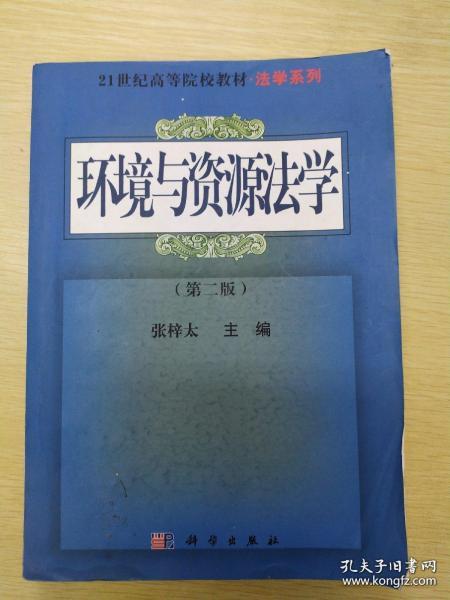 21世纪高等院校教材·法学系列
环境与资源法学
（第二版）
张梓太 主 编
科学出版社
孔夫子旧书网
www.kongfz.com